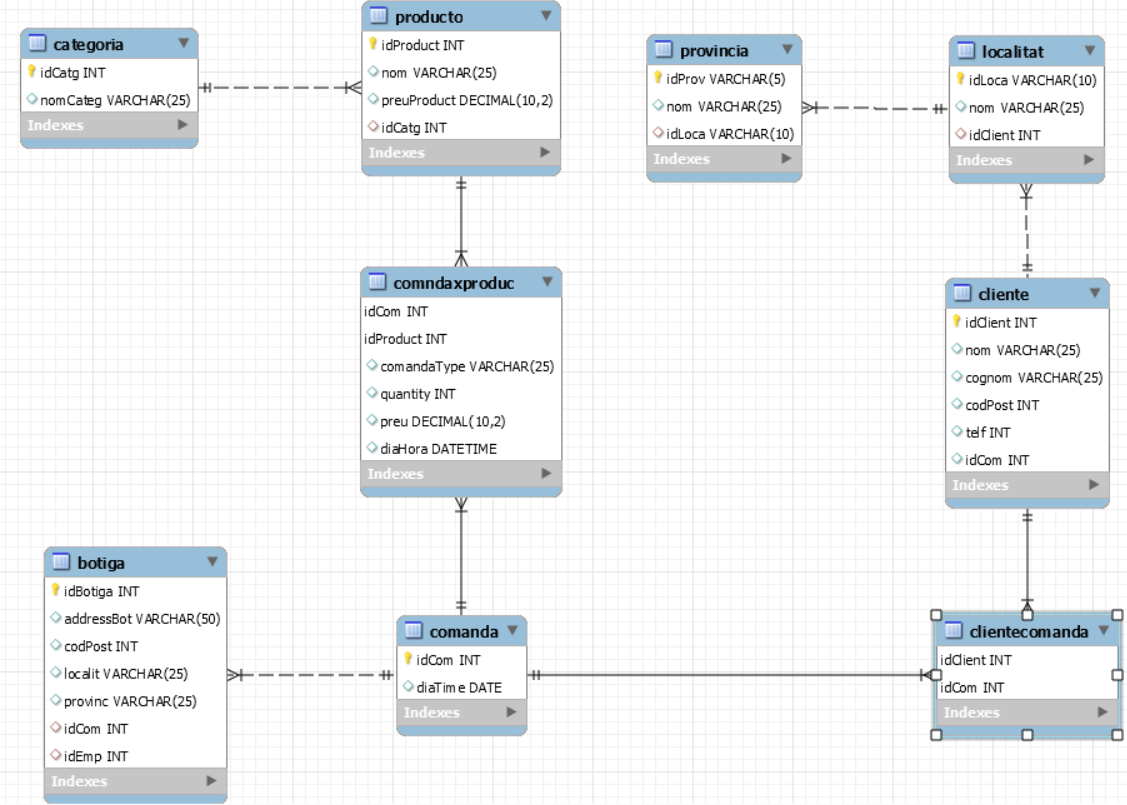 categoria
idCatg INT
nomCateg VARCHAR(25)
Indexes
producto
idProduct INT
nom VARCHAR(25)
preuProduct DECIMAL(10,2)
idCatg INT
Indexes
provincia
idProv VARCHAR(5)
nom VARCHAR(25)
idLoca VARCHAR(10)
Indexes
localitat
idLoca VARCHAR(10)
nom VARCHAR(25)
idClient INT
Indexes
comndaxproduc
idCom INT
idProduct INT
comandaType VARCHAR(25)
quantity INT
preu DECIMAL(10,2)
diaHora DATETIME
Indexes
cliente
idClient INT
nom VARCHAR(25)
cognom VARCHAR(25)
codPost INT
telf INT
idCom INT
Indexes
botiga
idBotiga INT
addressBot VARCHAR(50)
codPost INT
localit VARCHAR(25)
provinc VARCHAR(25)
idCom INT
idEmp INT
Indexes
comanda
idCom INT
diaTime DATE
Indexes
clientecomanda
idClient INT
idCom INT
Indexes